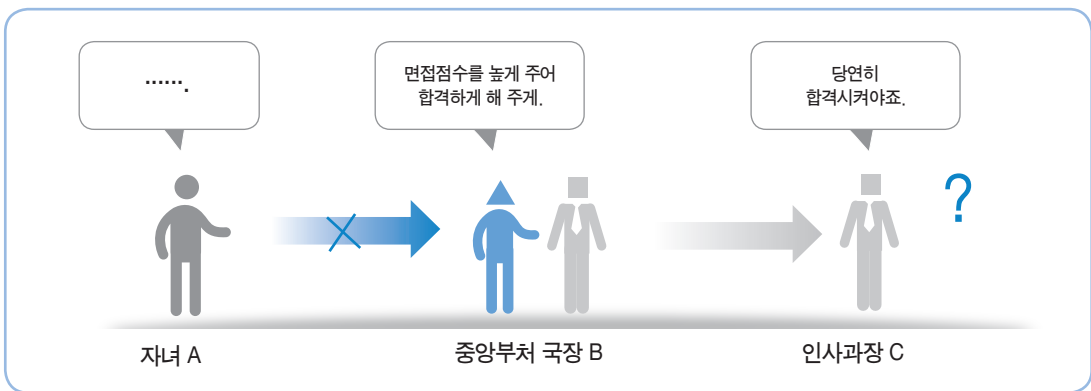 …….
면접점수를 높게 주어
합격하게 해 주게.
당연히
합격시켜야죠.
?
자녀 A
중앙부처 국장 B
인사과장 C